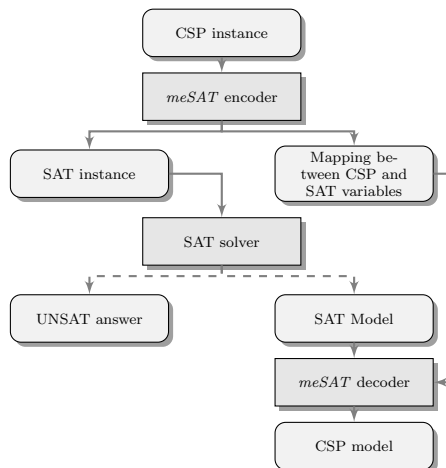 CSP instance
meSAT encoder
SAT instance
Mapping be-
tween CSP and
SAT variables
SAT solver
UNSAT answer
SAT Model
meSAT decoder
CSP model